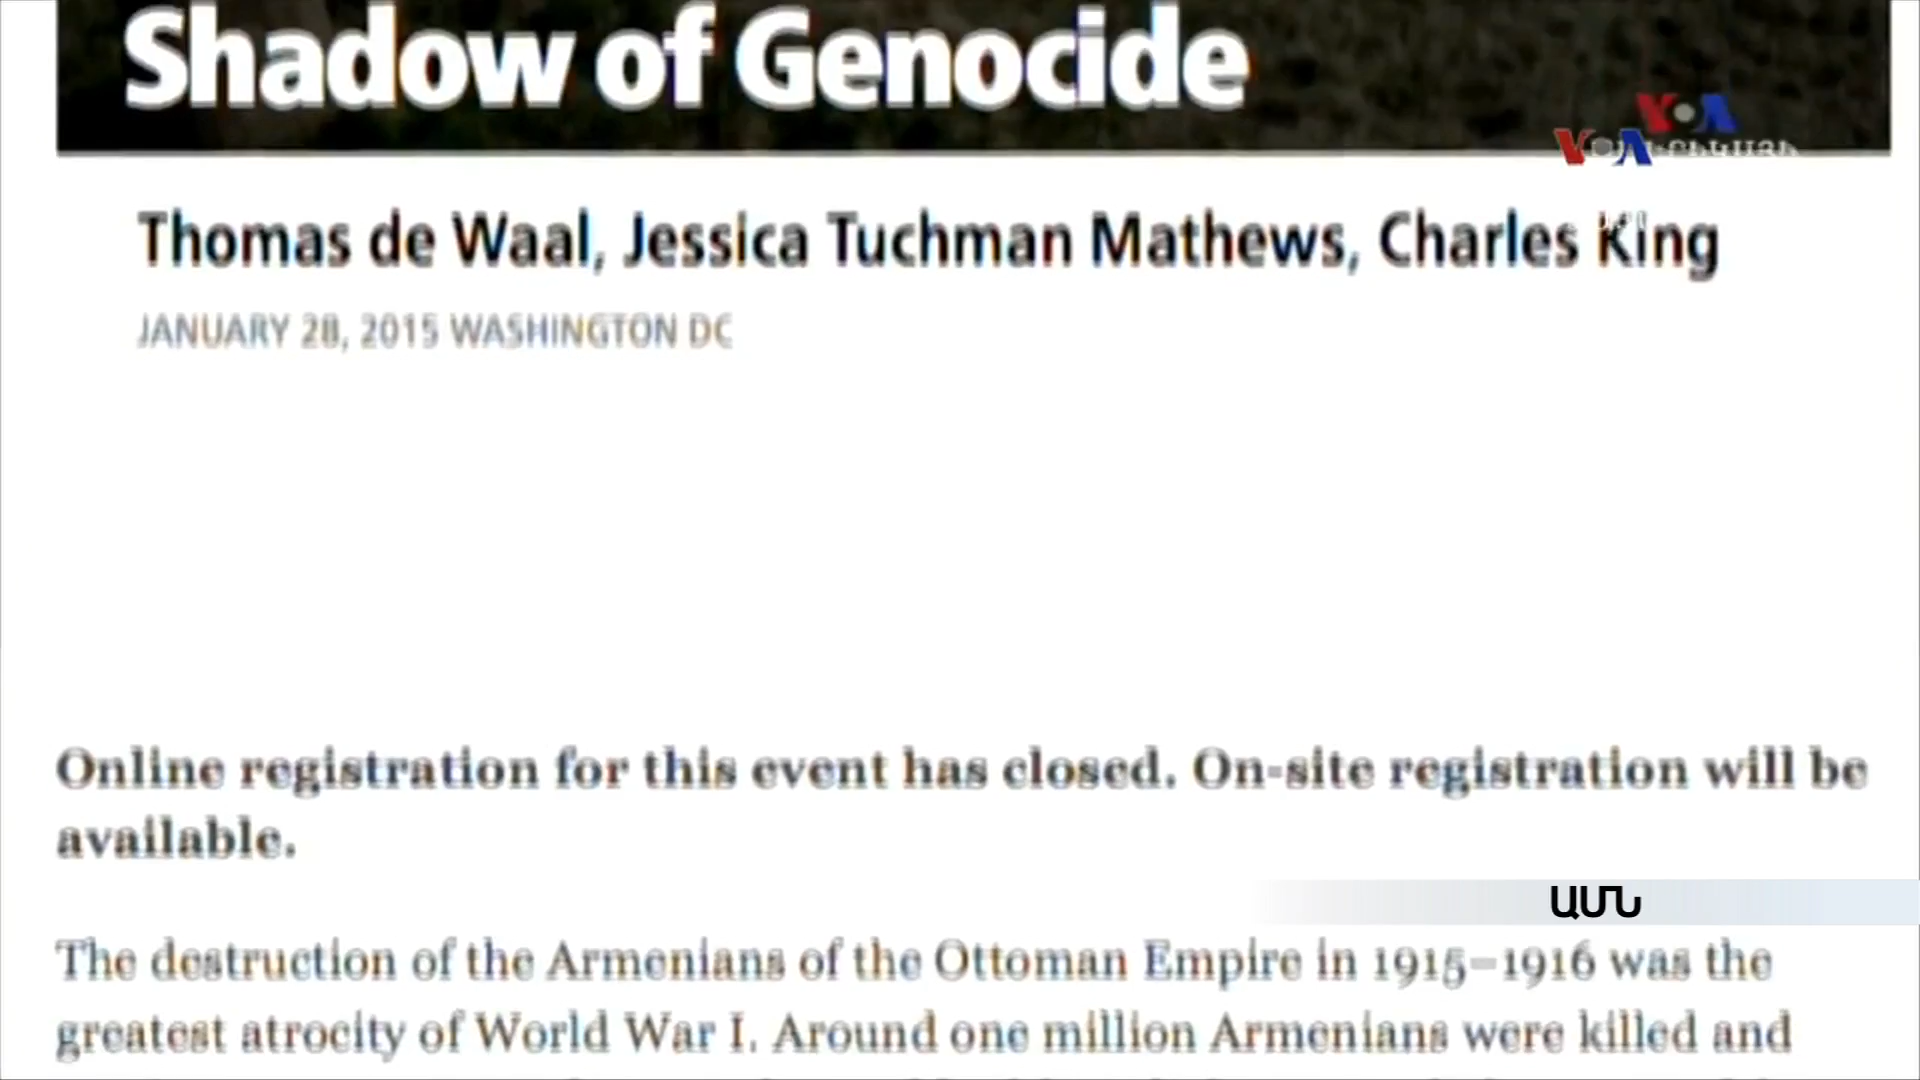 Shadow of Genocide
VOA
VOA
Thomas de Waal, Jessica Tuchman Mathews, Charles King
JANUARY 28, 2015 WASHINGTON DC
Online registration for this event has closed. On-site registration will be
available.
ԱՄՆ
The destruction of the Armenians of the Ottoman Empire in 1915–1916 was the
greatest atrocity of World War I. Around one million Armenians were killed and